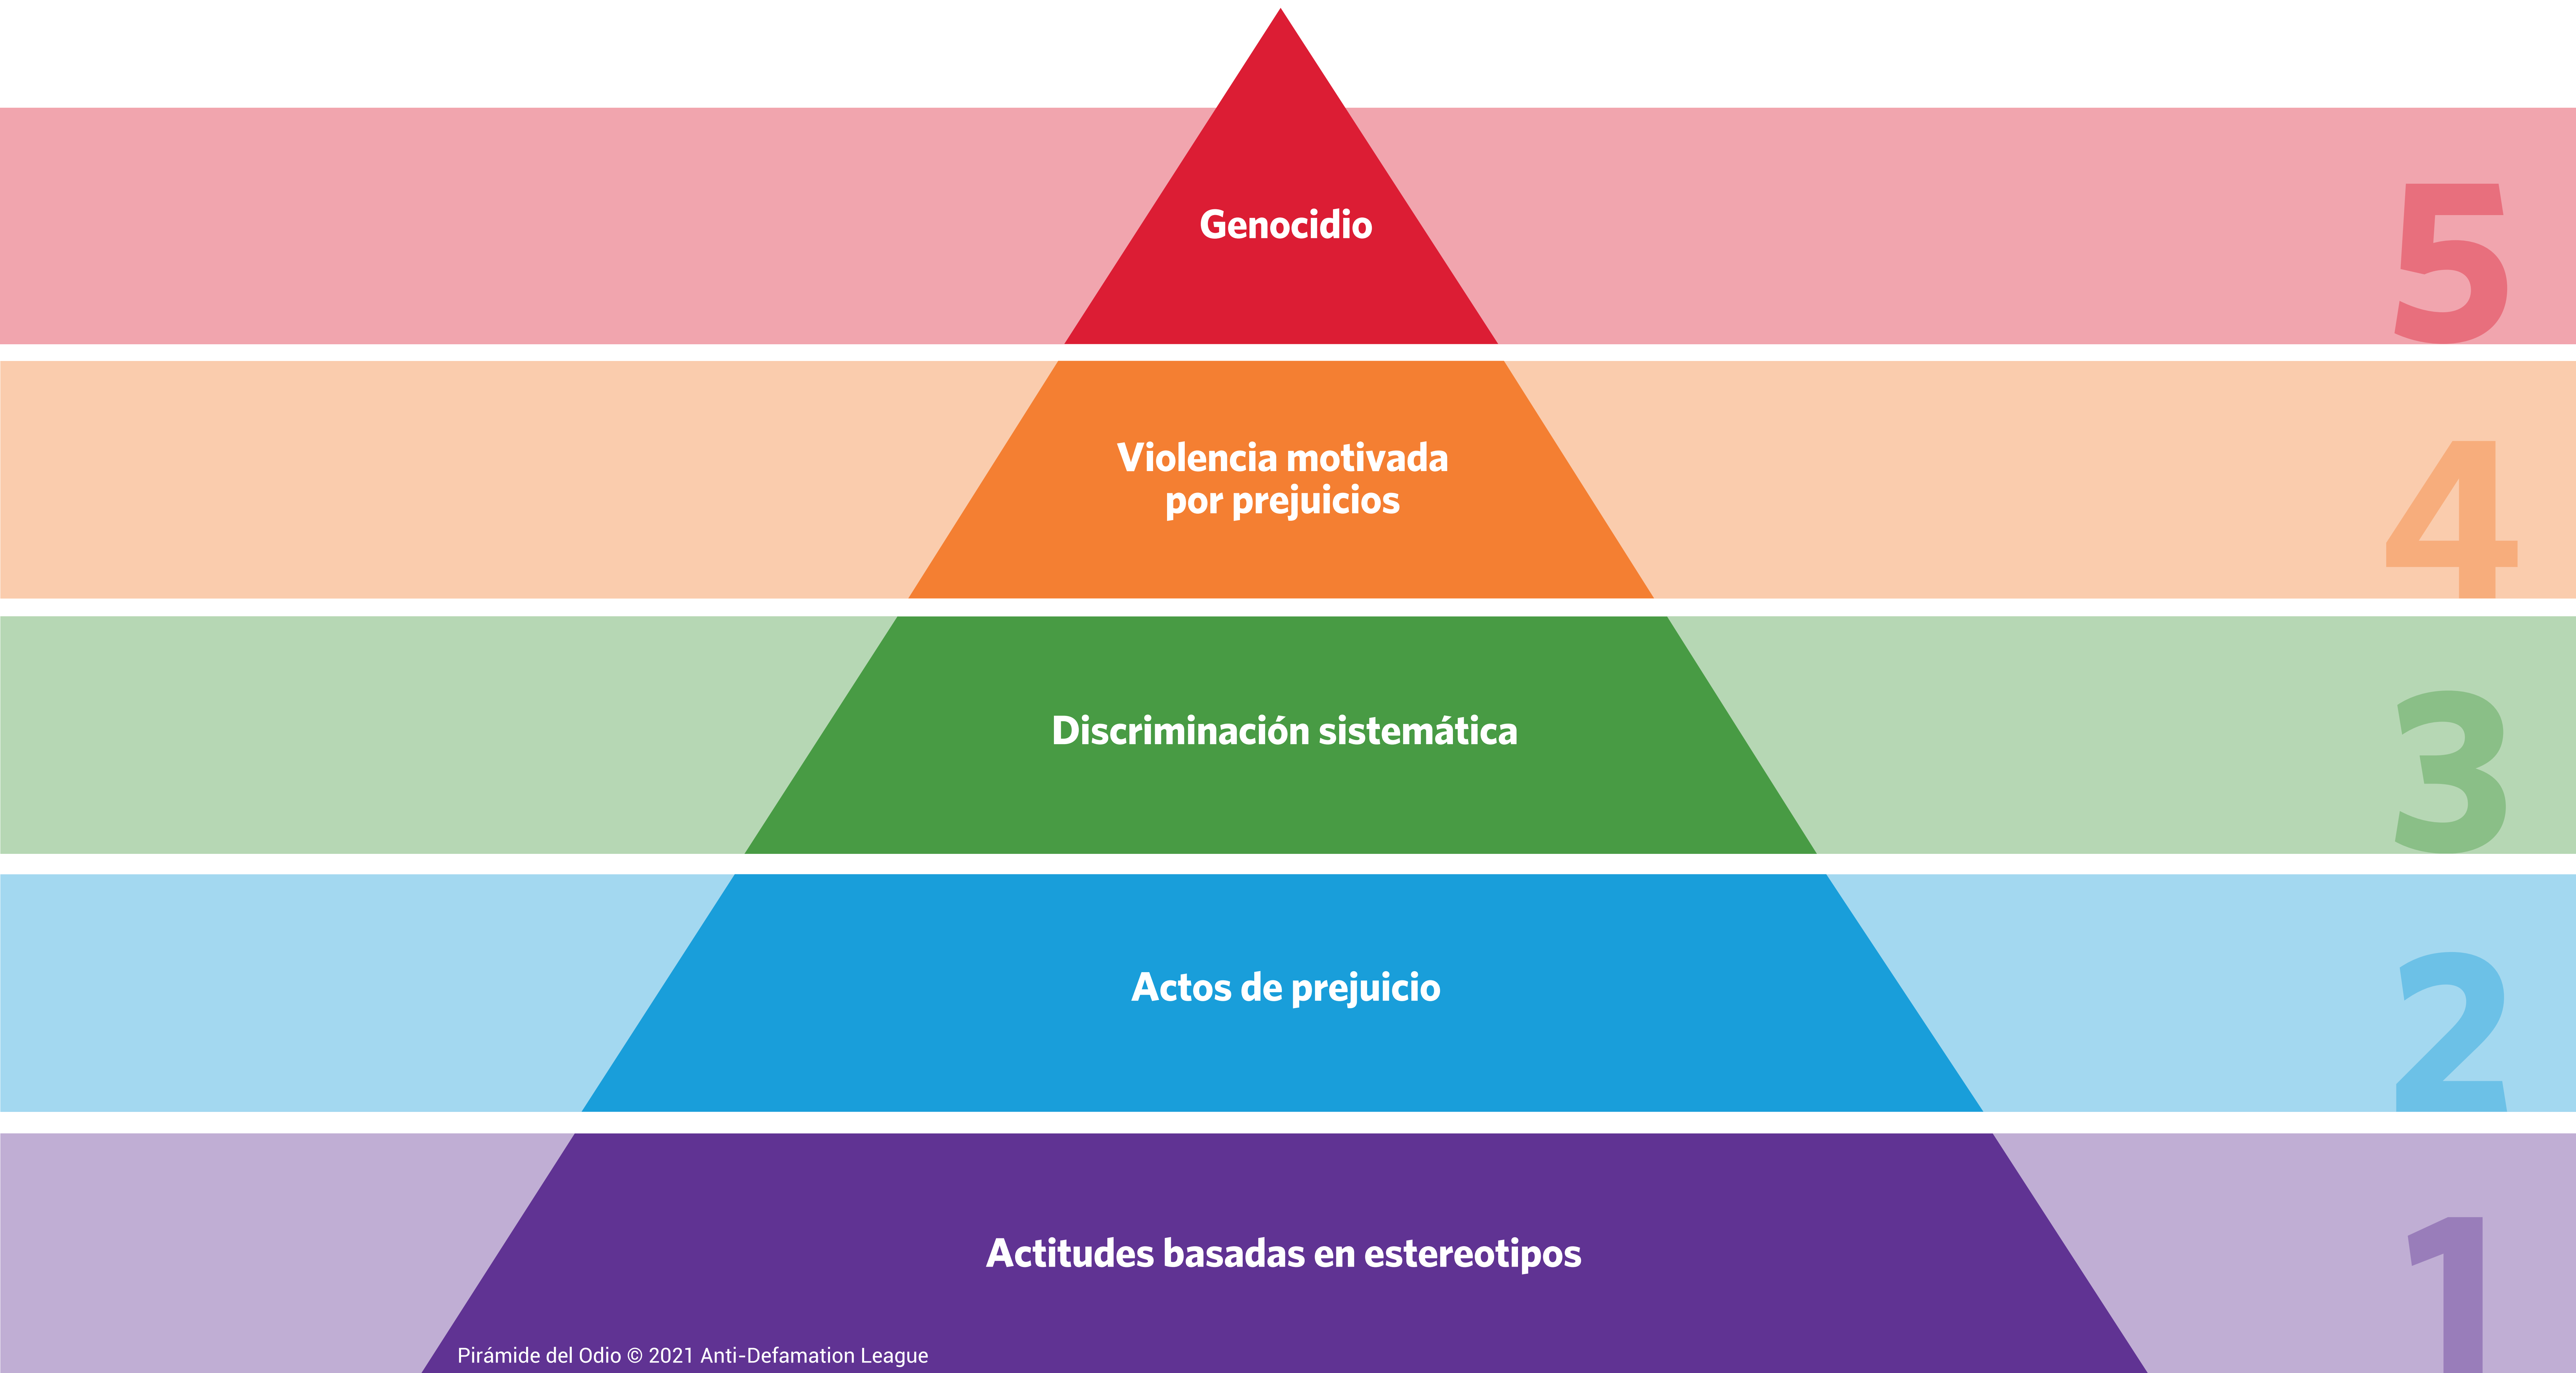 Genocidio
5
Violencia motivada
por prejuicios
4
Discriminación sistemática
3
Actos de prejuicio
2
Actitudes basadas en estereotipos
1
Pirámide del Odio © 2021 Anti-Defamation League